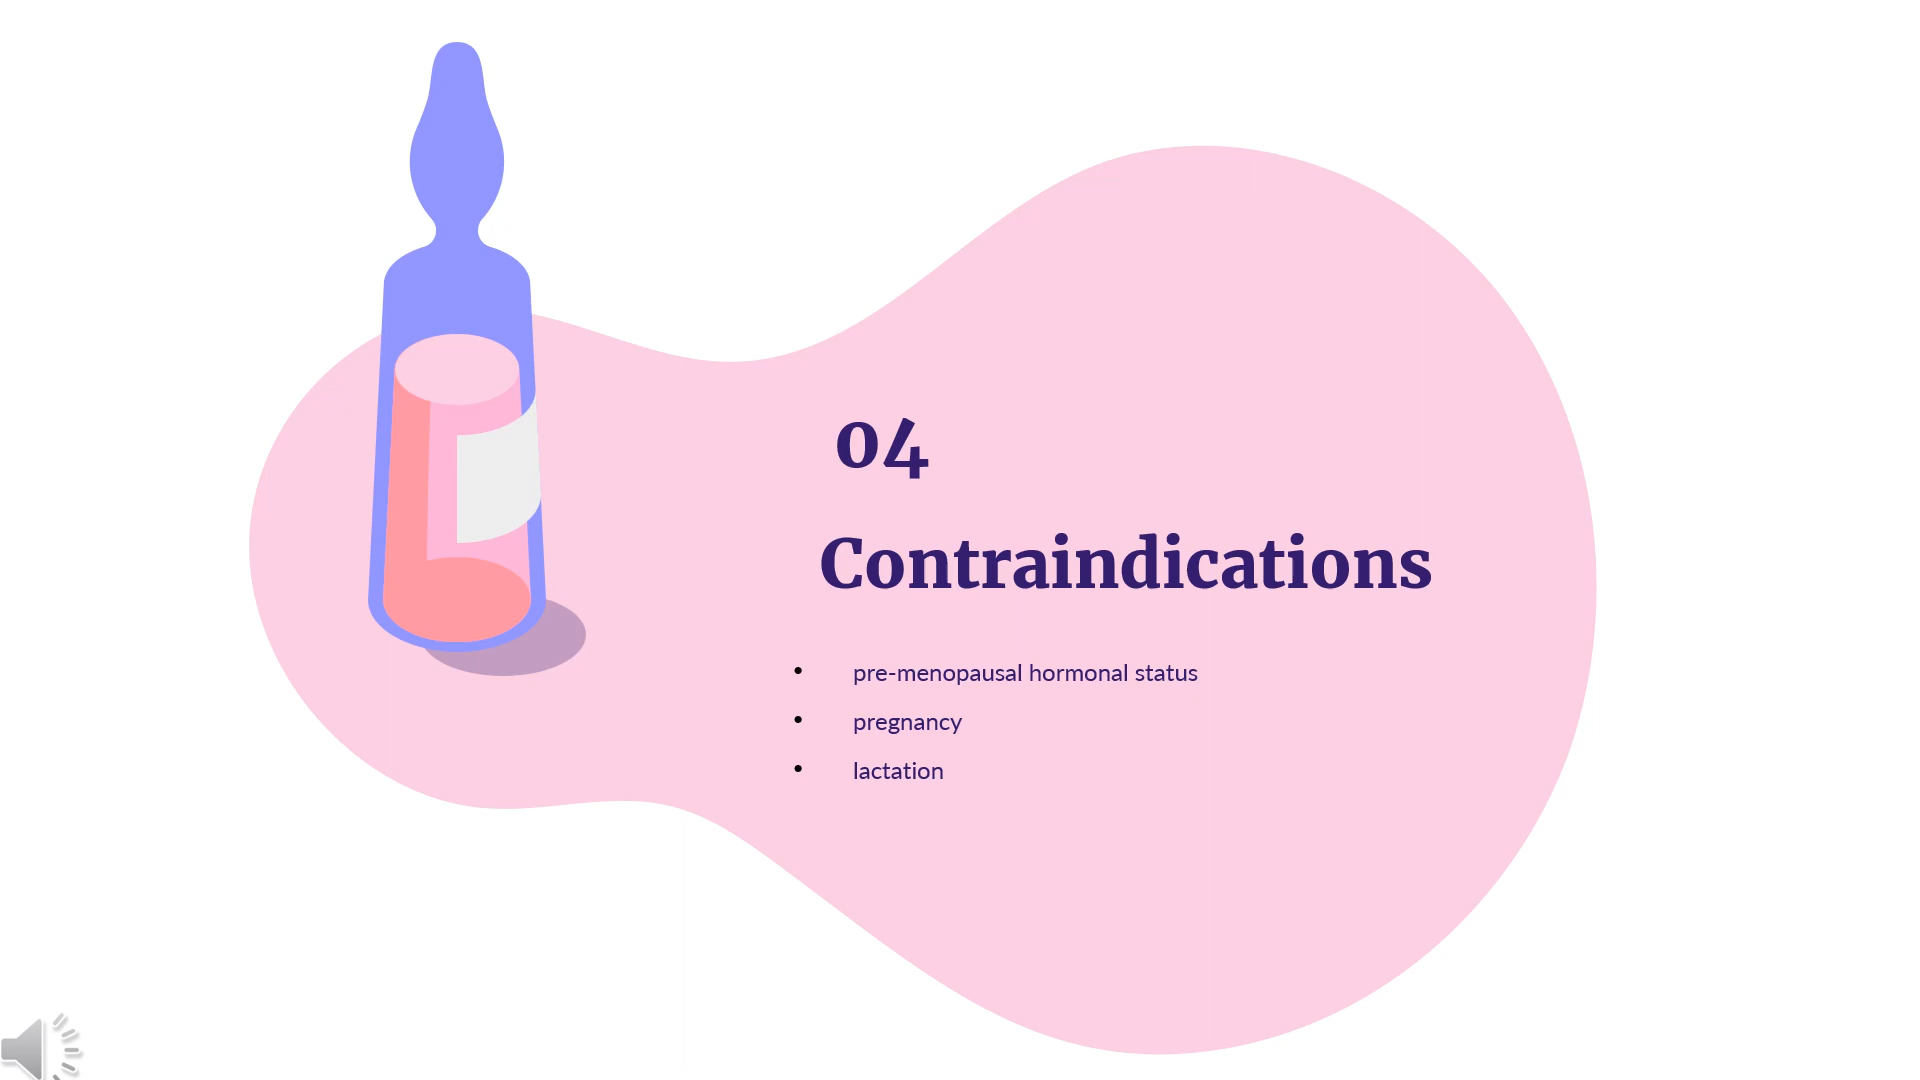 04
Contraindications
• pre-menopausal hormonal status
• pregnancy
• lactation